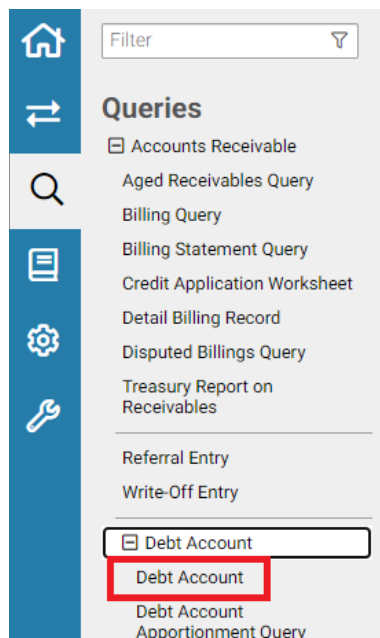 Filter
Queries
Accounts Receivable
Aged Receivables Query
Billing Query
Billing Statement Query
Credit Application Worksheet
Detail Billing Record
Disputed Billings Query
Treasury Report on
Receivables
Referral Entry
Write-Off Entry
Debt Account
Debt Account
Debt Account
Apportionment Query